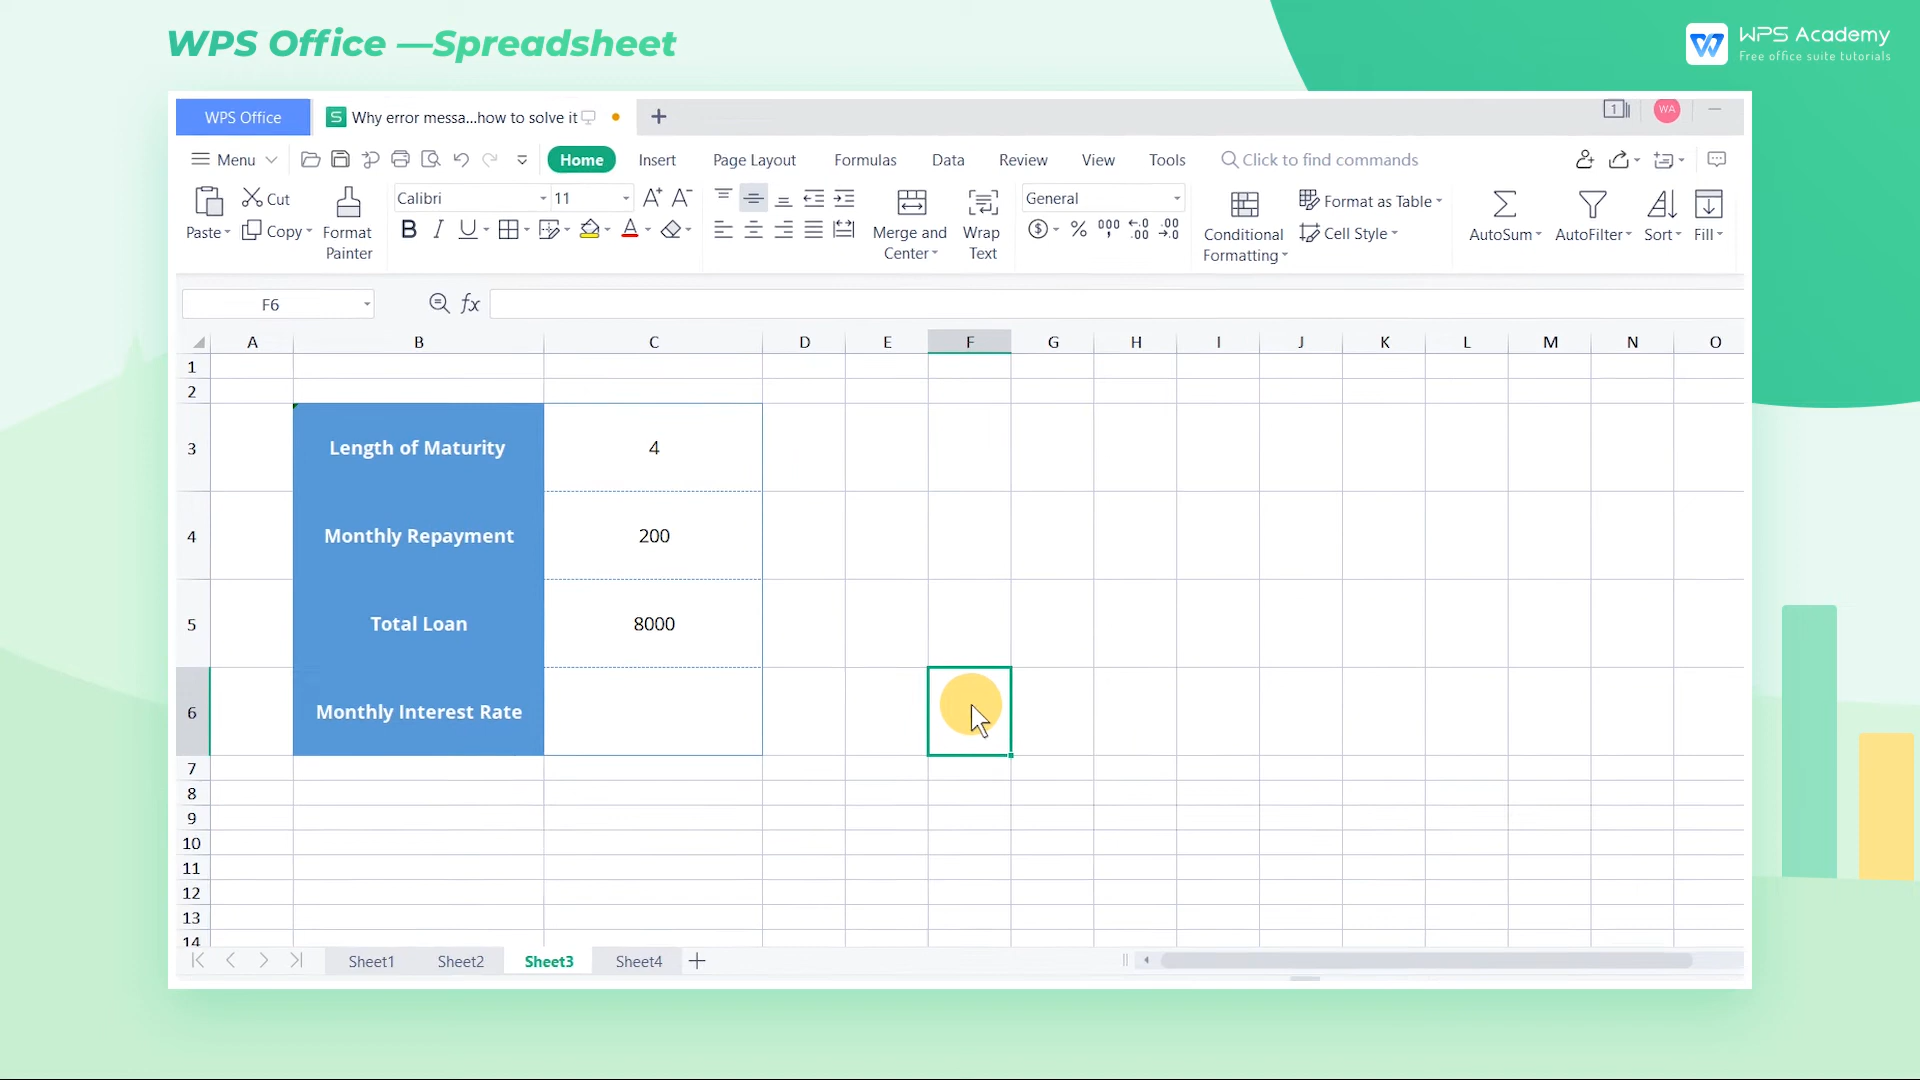 WPS Office —Spreadsheet
WPS Academy
Free office suite tutorials
WPS Office
S Why error messa...how to solve it
1
WA
Menu
Home
Insert
Page Layout
Formulas
Data
Review
View
Tools
Click to find commands
Cut
Calibri
11
General
Format as Table
Paste
Copy
Format
Painter
Merge and
Center
Wrap
Text
Conditional
Formatting
Cell Style
AutoSum
AutoFilter
Sort
Fill
F6
fx
A B C D E F G H I J K L M N O
1
2
3 Length of Maturity 4
4 Monthly Repayment 200
5 Total Loan 8000
6 Monthly Interest Rate
7
8
9
10
11
12
13
14
Sheet1 Sheet2 Sheet3 Sheet4